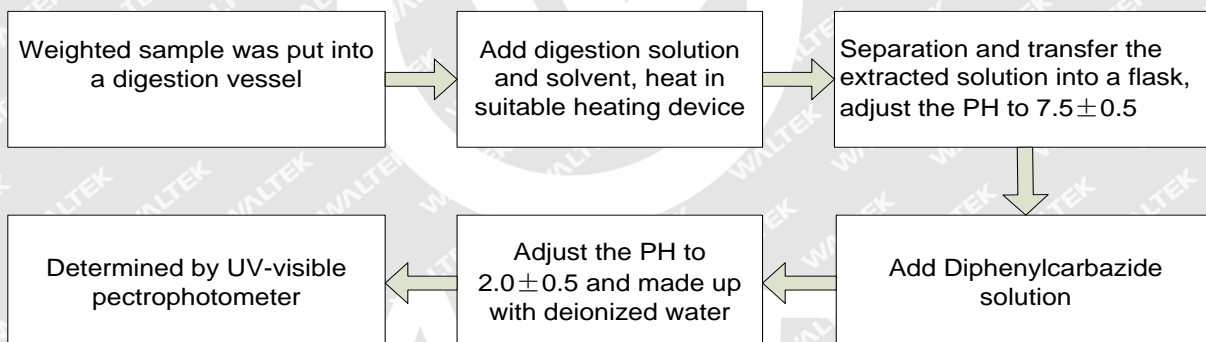 Weighted sample was put into
a digestion vessel
Add digestion solution
and solvent, heat in
suitable heating device
Separation and transfer the
extracted solution into a flask,
adjust the PH to 7.5±0.5
Add Diphenylcarbazide
solution
Adjust the PH to
2.0±0.5 and made up
with deionized water
Determined by UV-visible
pectrophotometer
WALTEK